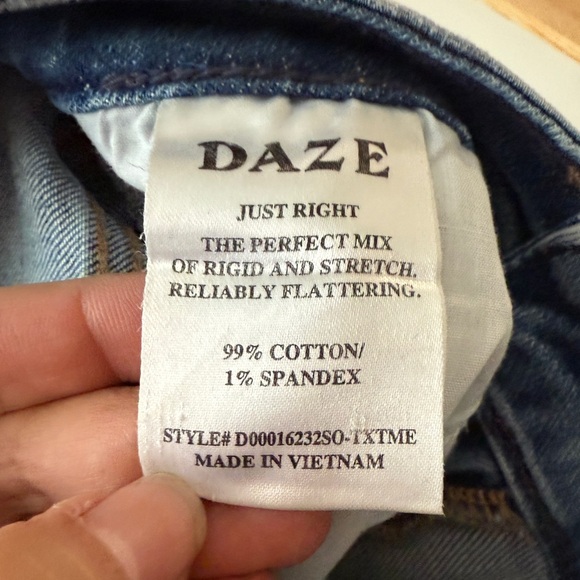 DAZE
JUST RIGHT
THE PERFECT MIX
OF RIGID AND STRETCH.
RELIABLY FLATTERING.
99% COTTON/
1% SPANDEX
STYLE# D00016232SO-TXTME
MADE IN VIETNAM